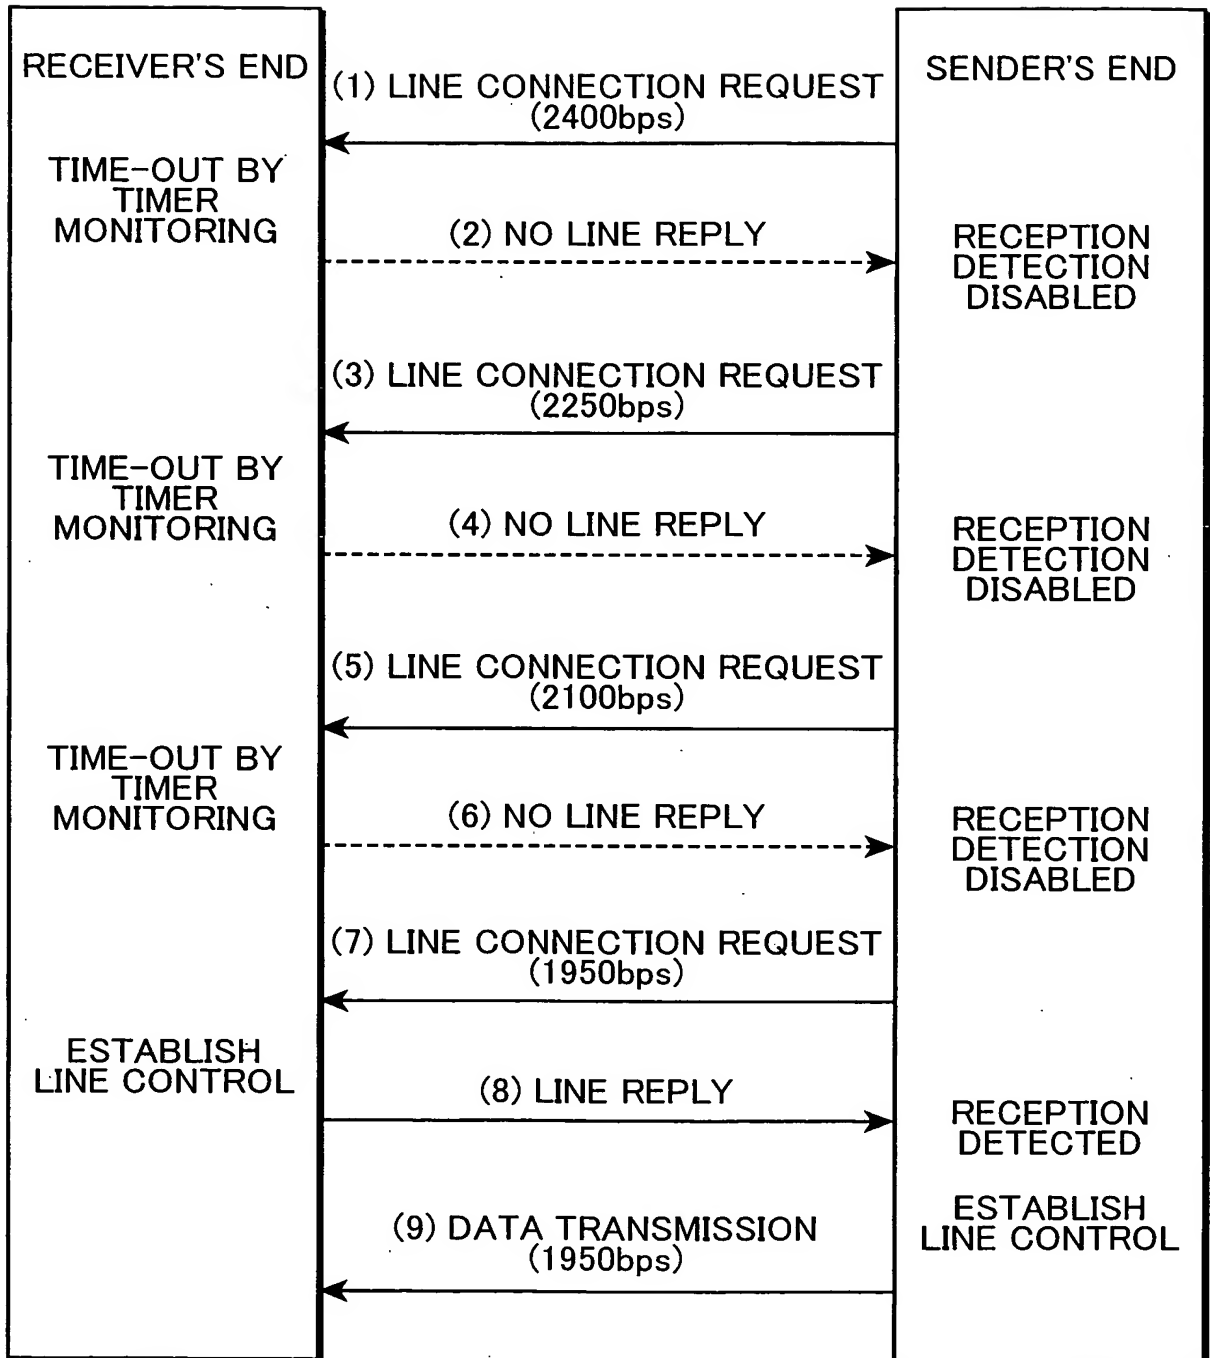 RECEIVER'S END
SENDER'S END
(1) LINE CONNECTION REQUEST
(2400bps)
TIME-OUT BY
TIMER
MONITORING
(2) NO LINE REPLY
RECEPTION
DETECTION
DISABLED
(3) LINE CONNECTION REQUEST
(2250bps)
TIME-OUT BY
TIMER
MONITORING
(4) NO LINE REPLY
RECEPTION
DETECTION
DISABLED
(5) LINE CONNECTION REQUEST
(2100bps)
TIME-OUT BY
TIMER
MONITORING
(6) NO LINE REPLY
RECEPTION
DETECTION
DISABLED
(7) LINE CONNECTION REQUEST
(1950bps)
ESTABLISH
LINE CONTROL
(8) LINE REPLY
RECEPTION
DETECTED
ESTABLISH
LINE CONTROL
(9) DATA TRANSMISSION
(1950bps)